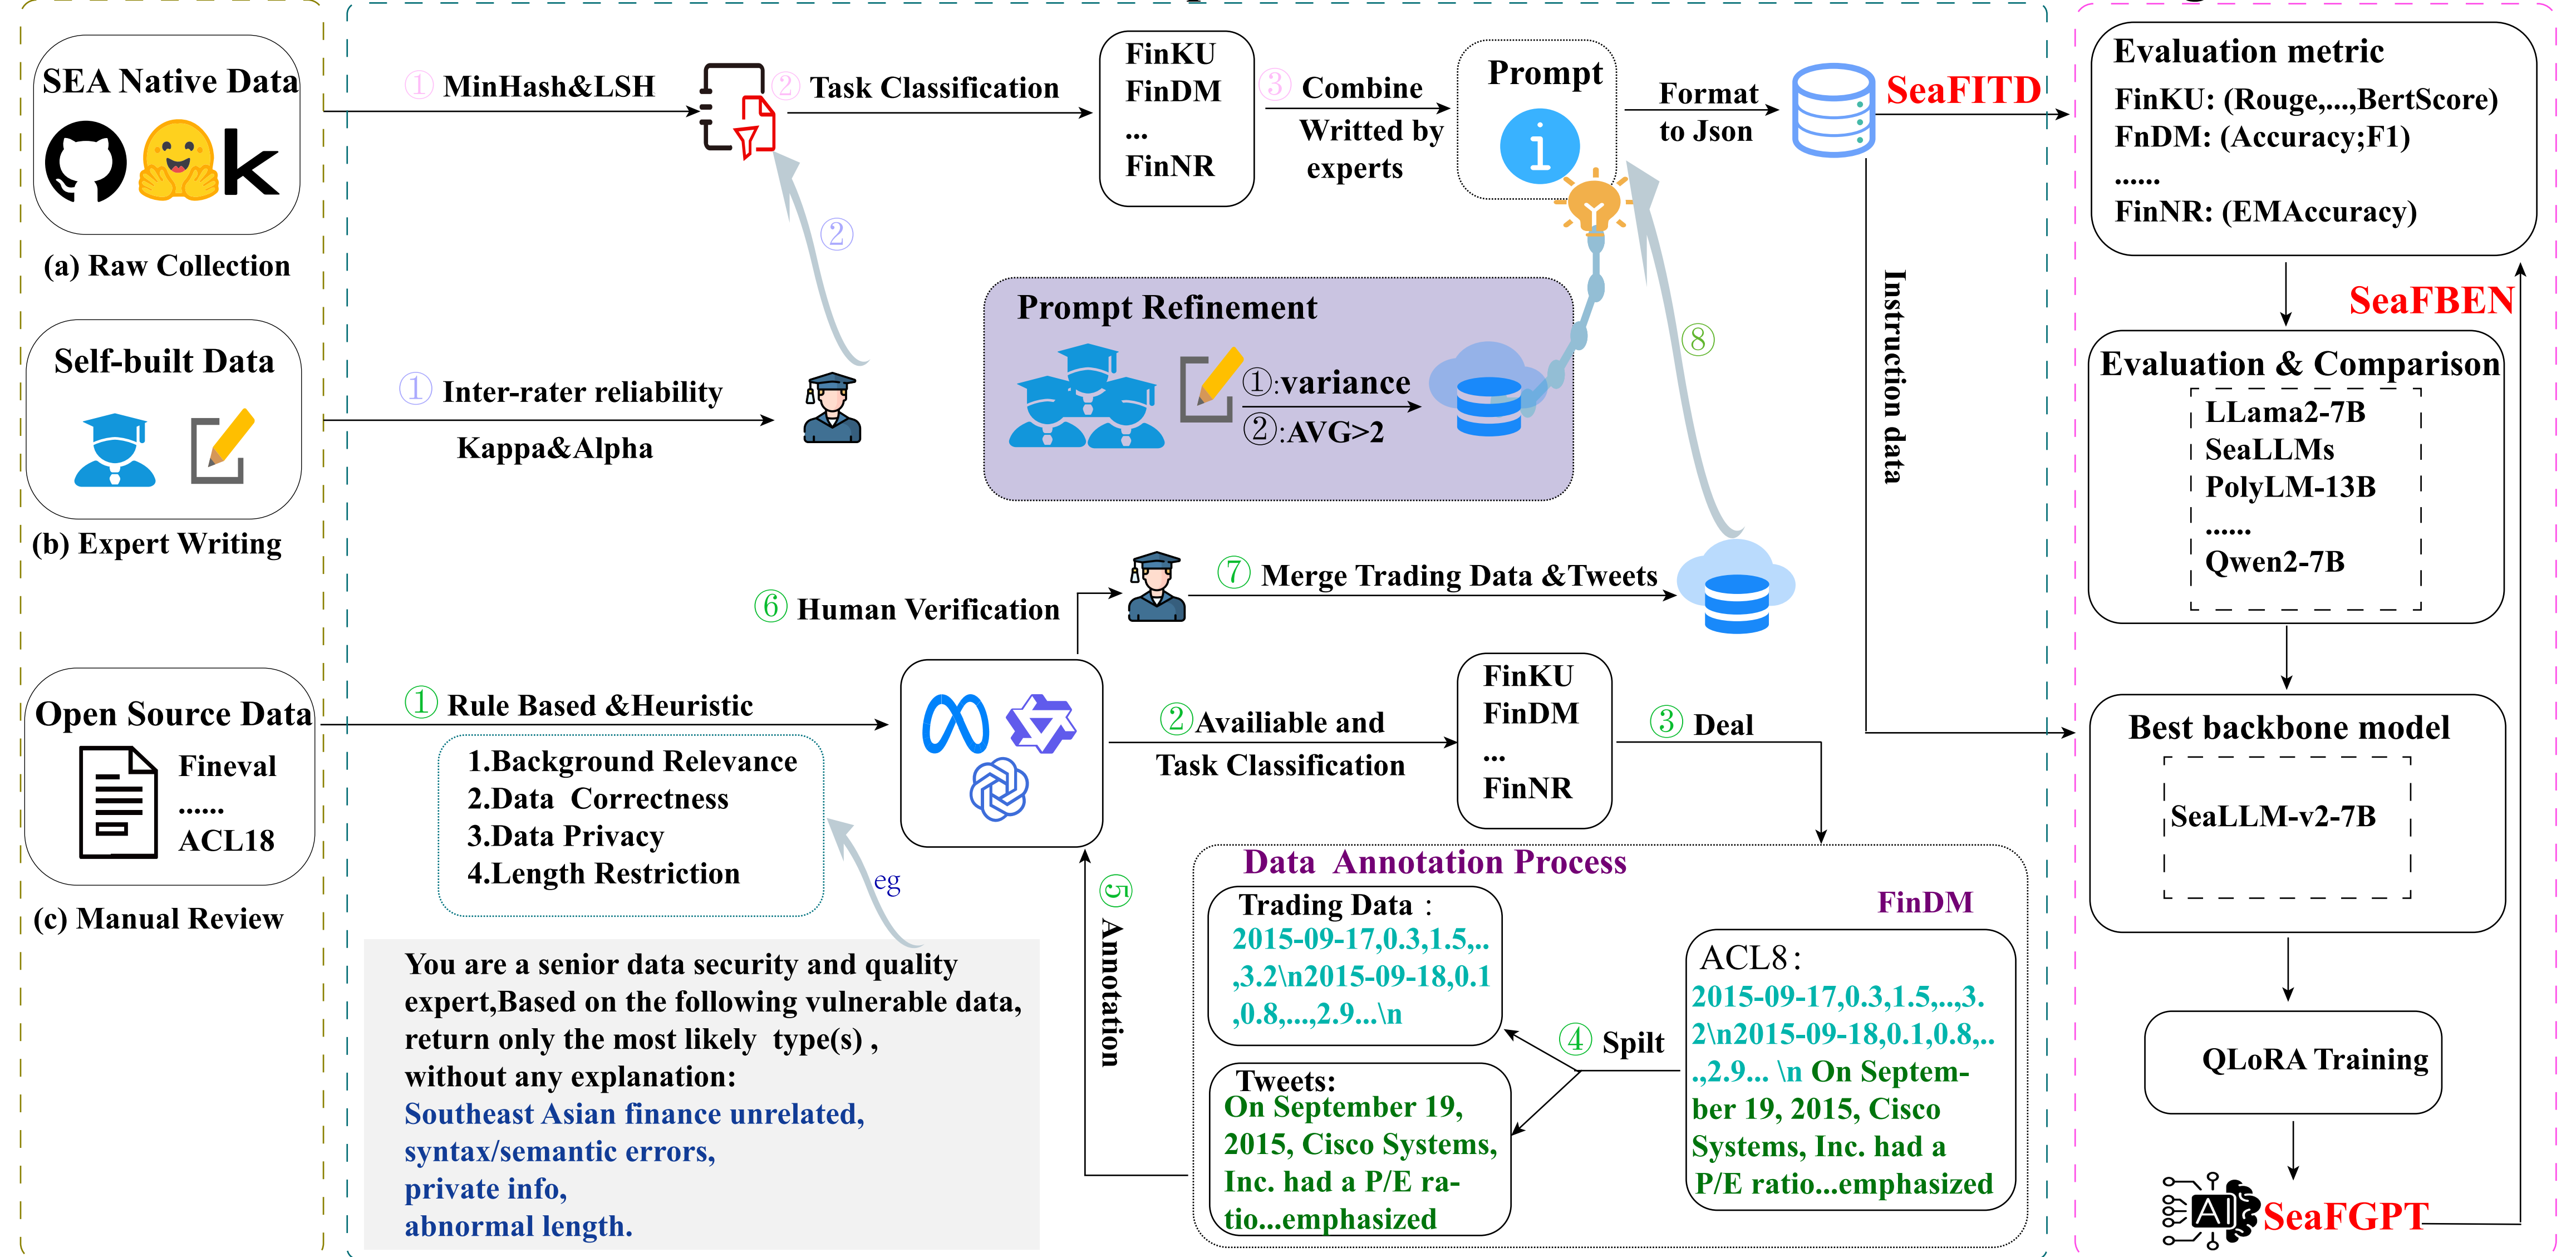 SEA Native Data
k
(a) Raw Collection
Self-built Data
(b) Expert Writing
Open Source Data
Fineval
......
ACL18
(c) Manual Review
① MinHash&LSH
② Task Classification
FinKU
FinDM
...
FinNR
③ Combine
Writted by
experts
Prompt
i
Format
to Json
SeaFITD
②
① Inter-rater reliability
Kappa&Alpha
Prompt Refinement
①:variance
②:AVG>2
⑧
Instruction data
⑥ Human Verification
⑦ Merge Trading Data &Tweets
① Rule Based &Heuristic
1.Background Relevance
2.Data Correctness
3.Data Privacy
4.Length Restriction
eg
You are a senior data security and quality
expert,Based on the following vulnerable data,
return only the most likely type(s) ,
without any explanation:
Southeast Asian finance unrelated,
syntax/semantic errors,
private info,
abnormal length.
②Availiable and
Task Classification
FinKU
FinDM
...
FinNR
③ Deal
⑤ Annotation
Data Annotation Process
FinDM
Trading Data :
2015-09-17,0.3,1.5,..
,3.2\n2015-09-18,0.1
,0.8,...,2.9...\n
Tweets:
On September 19,
2015, Cisco Systems,
Inc. had a P/E ra-
tio...emphasized
④ Spilt
ACL8:
2015-09-17,0.3,1.5,..,3.
2\n2015-09-18,0.1,0.8,..
.,2.9... \n On Septem-
ber 19, 2015, Cisco
Systems, Inc. had a
P/E ratio...emphasized
Evaluation metric
FinKU: (Rouge,...,BertScore)
FnDM: (Accuracy;F1)
......
FinNR: (EMAccuracy)
SeaFBEN
Evaluation & Comparison
LLama2-7B
SeaLLMs
PolyLM-13B
......
Qwen2-7B
Best backbone model
SeaLLM-v2-7B
QLoRA Training
AI
SeaFGPT